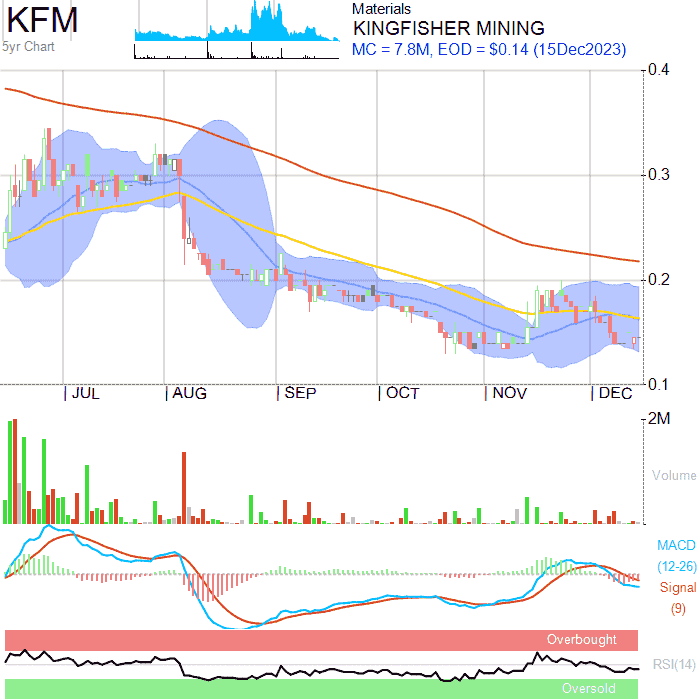 KFM
5yr Chart
Materials
KINGFISHER MINING
MC = 7.8M, EOD = $0.14 (15Dec2023)
0.4
0.3
0.2
0.1
JUL AUG SEP OCT NOV DEC
2M
Volume
MACD
(12-26)
Signal
(9)
Overbought
RSI(14)
Oversold